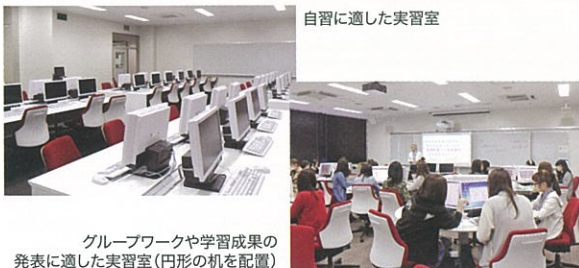 自習に適した実習室
グループワークや学習成果の
発表に適した実習室(円形の机を配置)